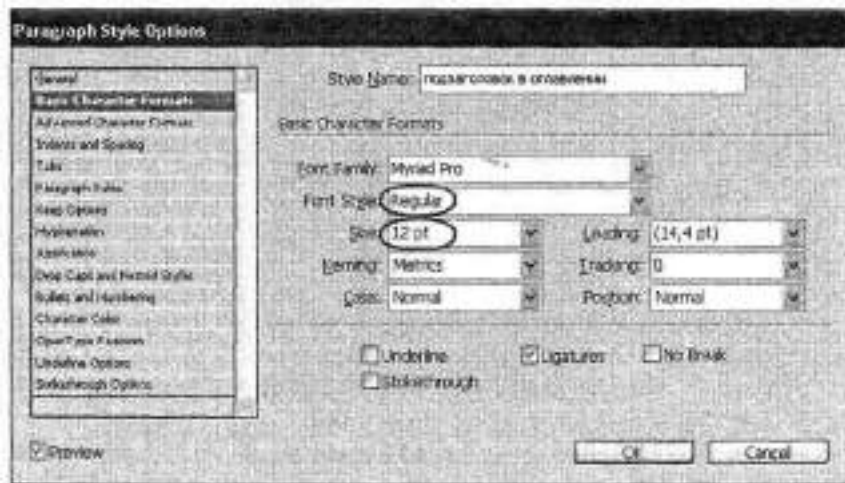 Paragraph Style Options
General
Basic Character Formats
Advanced Character Formats
Indents and Spacing
Tabs
Paragraph Rules
Keep Options
Hyphenation
Justification
Drop Caps and Nested Styles
Bullets and Numbering
Character Color
OpenType Features
Underline Options
Strikethrough Options
Style Name: подзаголовок в оглавлении
Basic Character Formats
Font Family: Myriad Pro
Font Style: Regular
Size: 12 pt Leading: (14,4 pt)
Kerning: Metrics Tracking: 0
Case: Normal Position: Normal
Underline Ligatures No Break
Strikethrough
Preview OK Cancel